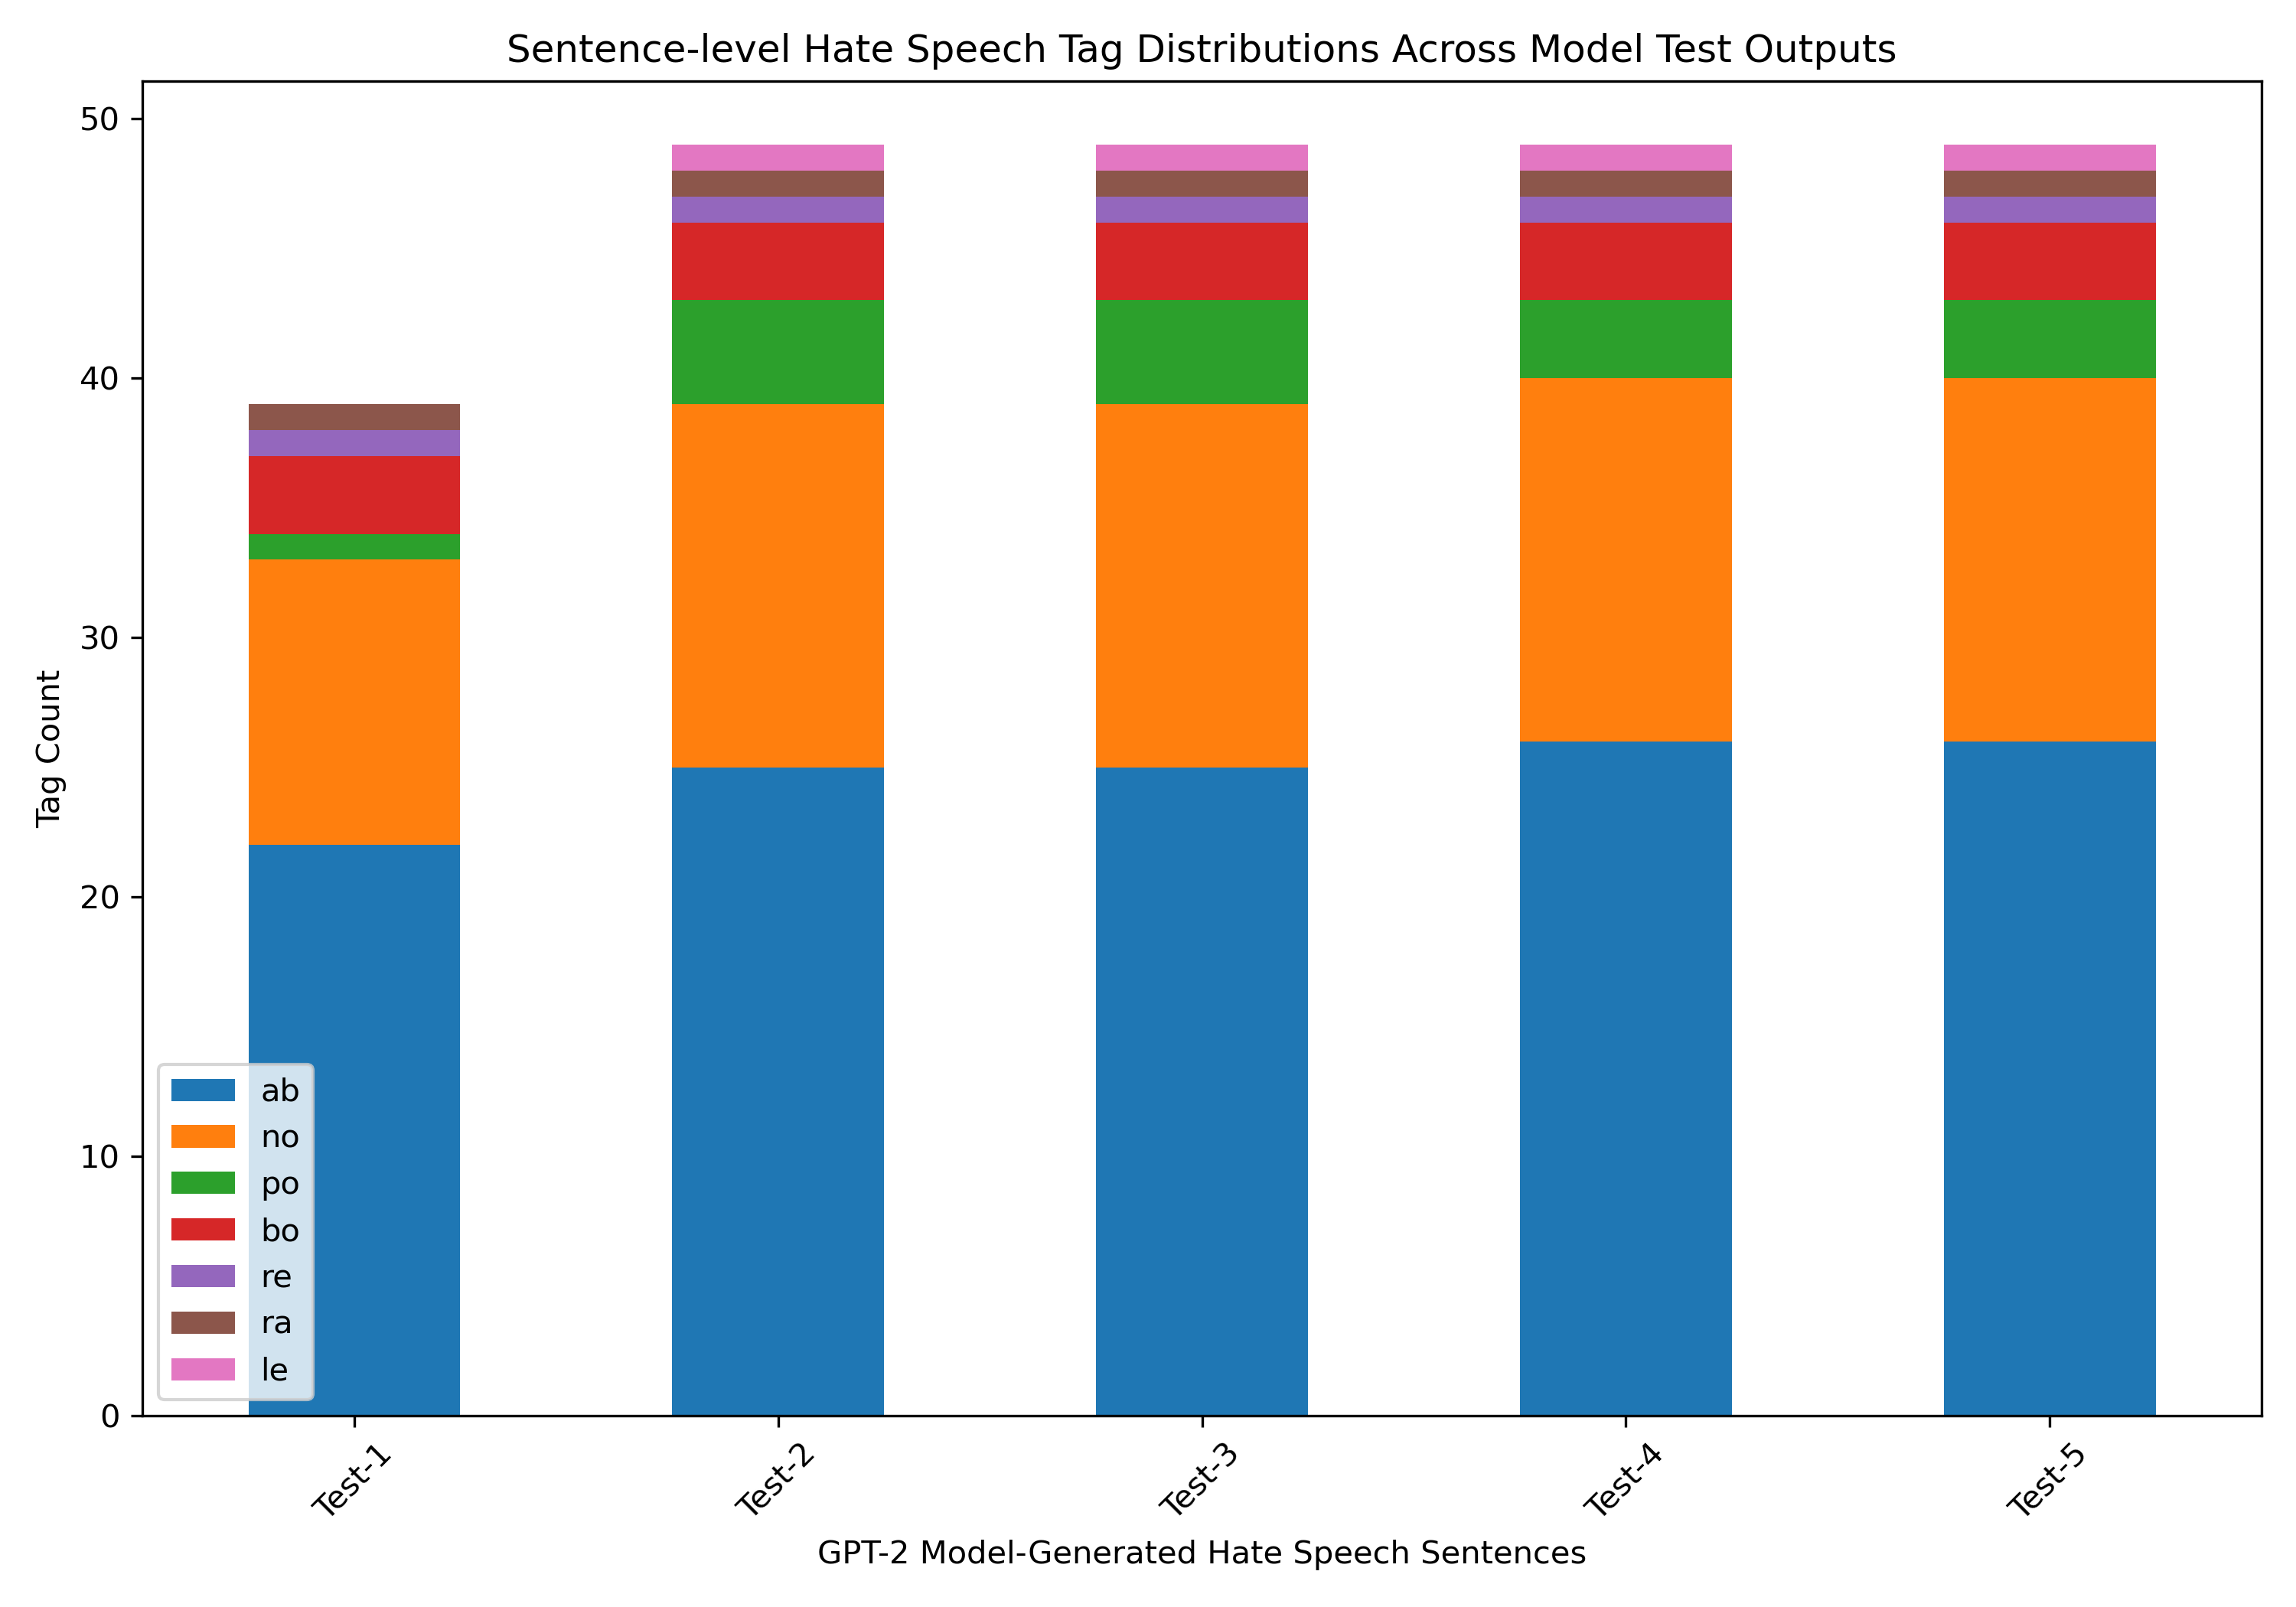 Sentence-level Hate Speech Tag Distributions Across Model Test Outputs
50
40
30
20
10
0
Tag Count
ab
no
po
bo
re
ra
le
Test-1
Test-2
Test-3
Test-4
Test-5
GPT-2 Model-Generated Hate Speech Sentences